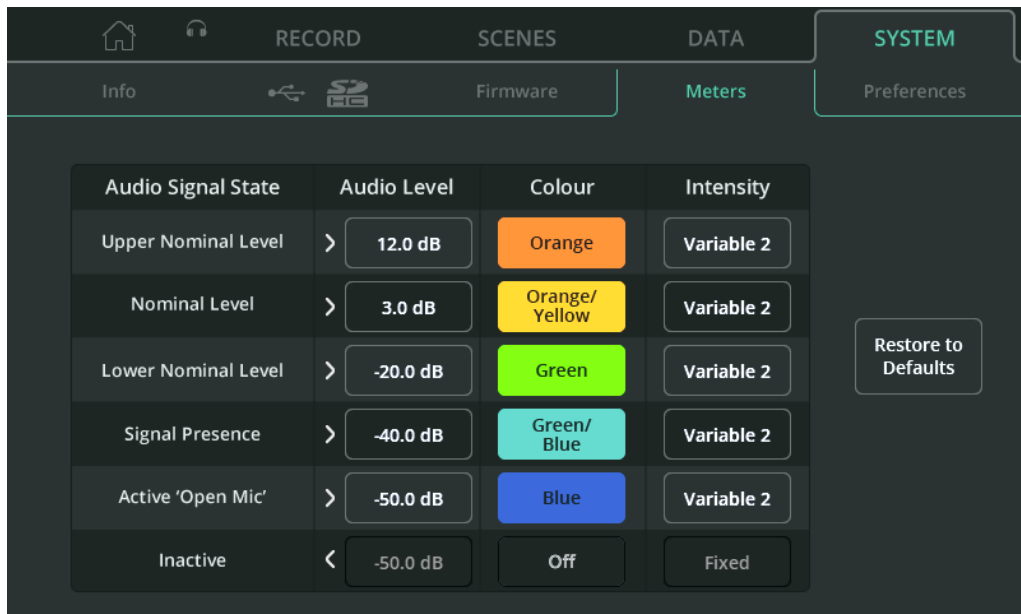 RECORD SCENES DATA SYSTEM
Info SD HC Firmware Meters Preferences
Audio Signal State Audio Level Colour Intensity
Upper Nominal Level > 12.0 dB Orange Variable 2
Nominal Level > 3.0 dB Orange/
Yellow Variable 2
Lower Nominal Level > -20.0 dB Green Variable 2
Signal Presence > -40.0 dB Green/
Blue Variable 2
Active ‘Open Mic’ > -50.0 dB Blue Variable 2
Inactive < -50.0 dB Off Fixed
Restore to
Defaults